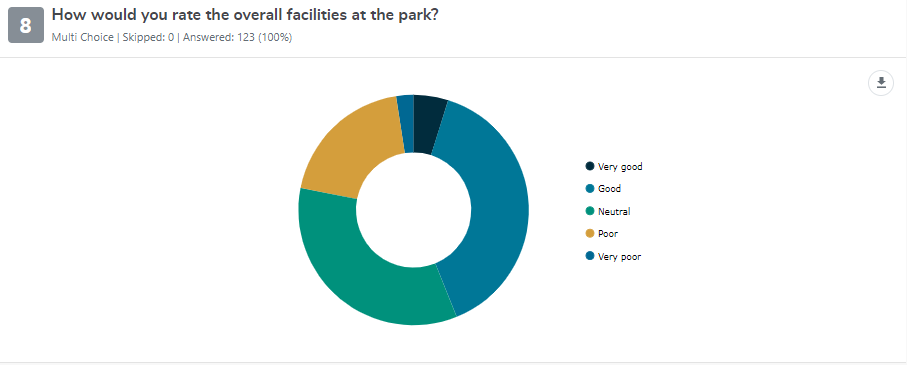 8
How would you rate the overall facilities at the park?
Multi Choice | Skipped: 0 | Answered: 123 (100%)
Very good
Good
Neutral
Poor
Very poor